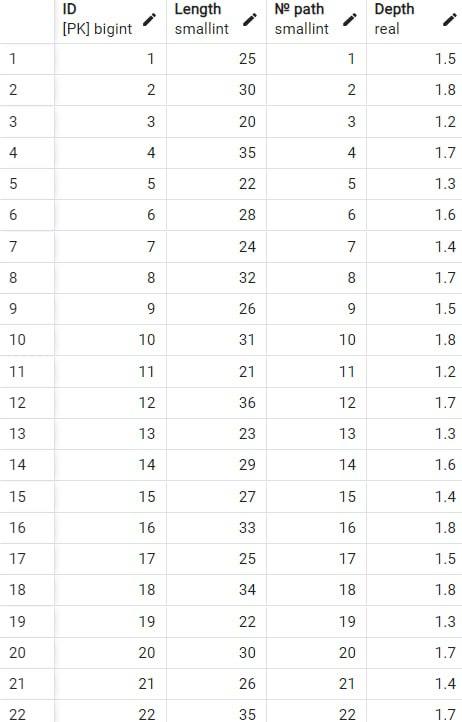 ID Length № path Depth
[PK] bigint smallint smallint real
1 1 25 1 1.5
2 2 30 2 1.8
3 3 20 3 1.2
4 4 35 4 1.7
5 5 22 5 1.3
6 6 28 6 1.6
7 7 24 7 1.4
8 8 32 8 1.7
9 9 26 9 1.5
10 10 31 10 1.8
11 11 21 11 1.2
12 12 36 12 1.7
13 13 23 13 1.3
14 14 29 14 1.6
15 15 27 15 1.4
16 16 33 16 1.8
17 17 25 17 1.5
18 18 34 18 1.8
19 19 22 19 1.3
20 20 30 20 1.7
21 21 26 21 1.4
22 22 35 22 1.7